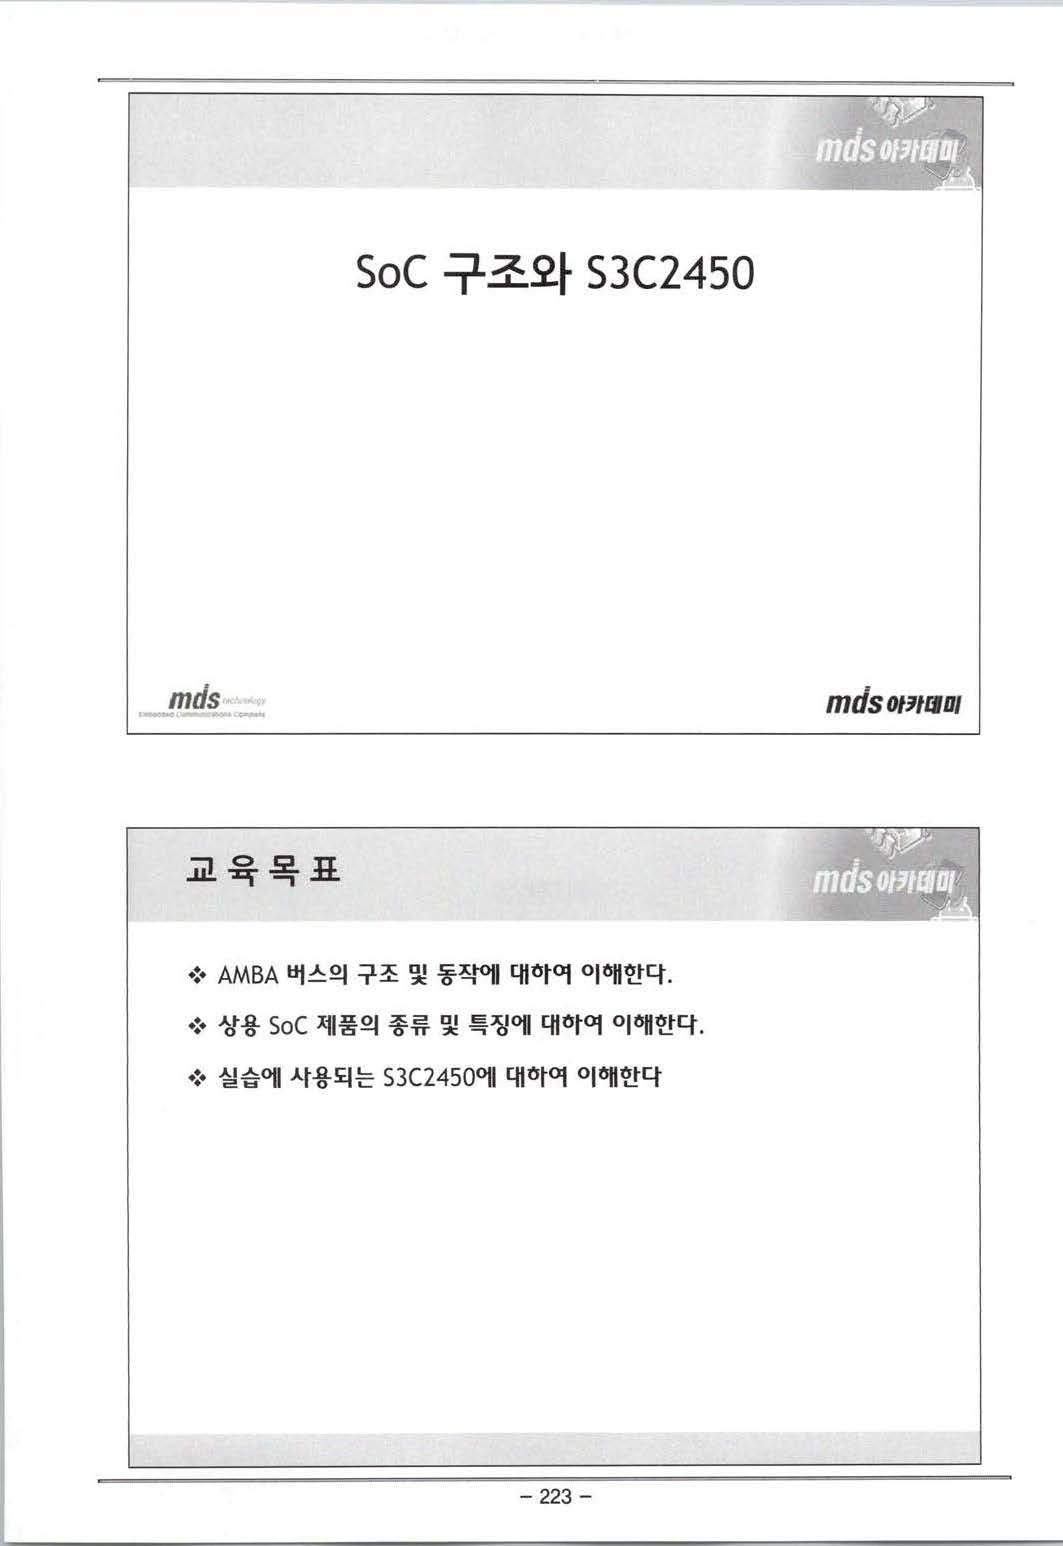 mds 아카데미
SoC 구조와 S3C2450
mds technology
Embedded Communications Company
mds 아카데미
교육목표
mds 아카데미
❖ AMBA 버스의 구조 및 동작에 대하여 이해한다.
❖ 상용 SoC 제품의 종류 및 특징에 대하여 이해한다.
❖ 실습에 사용되는 S3C2450에 대하여 이해한다
- 223 -